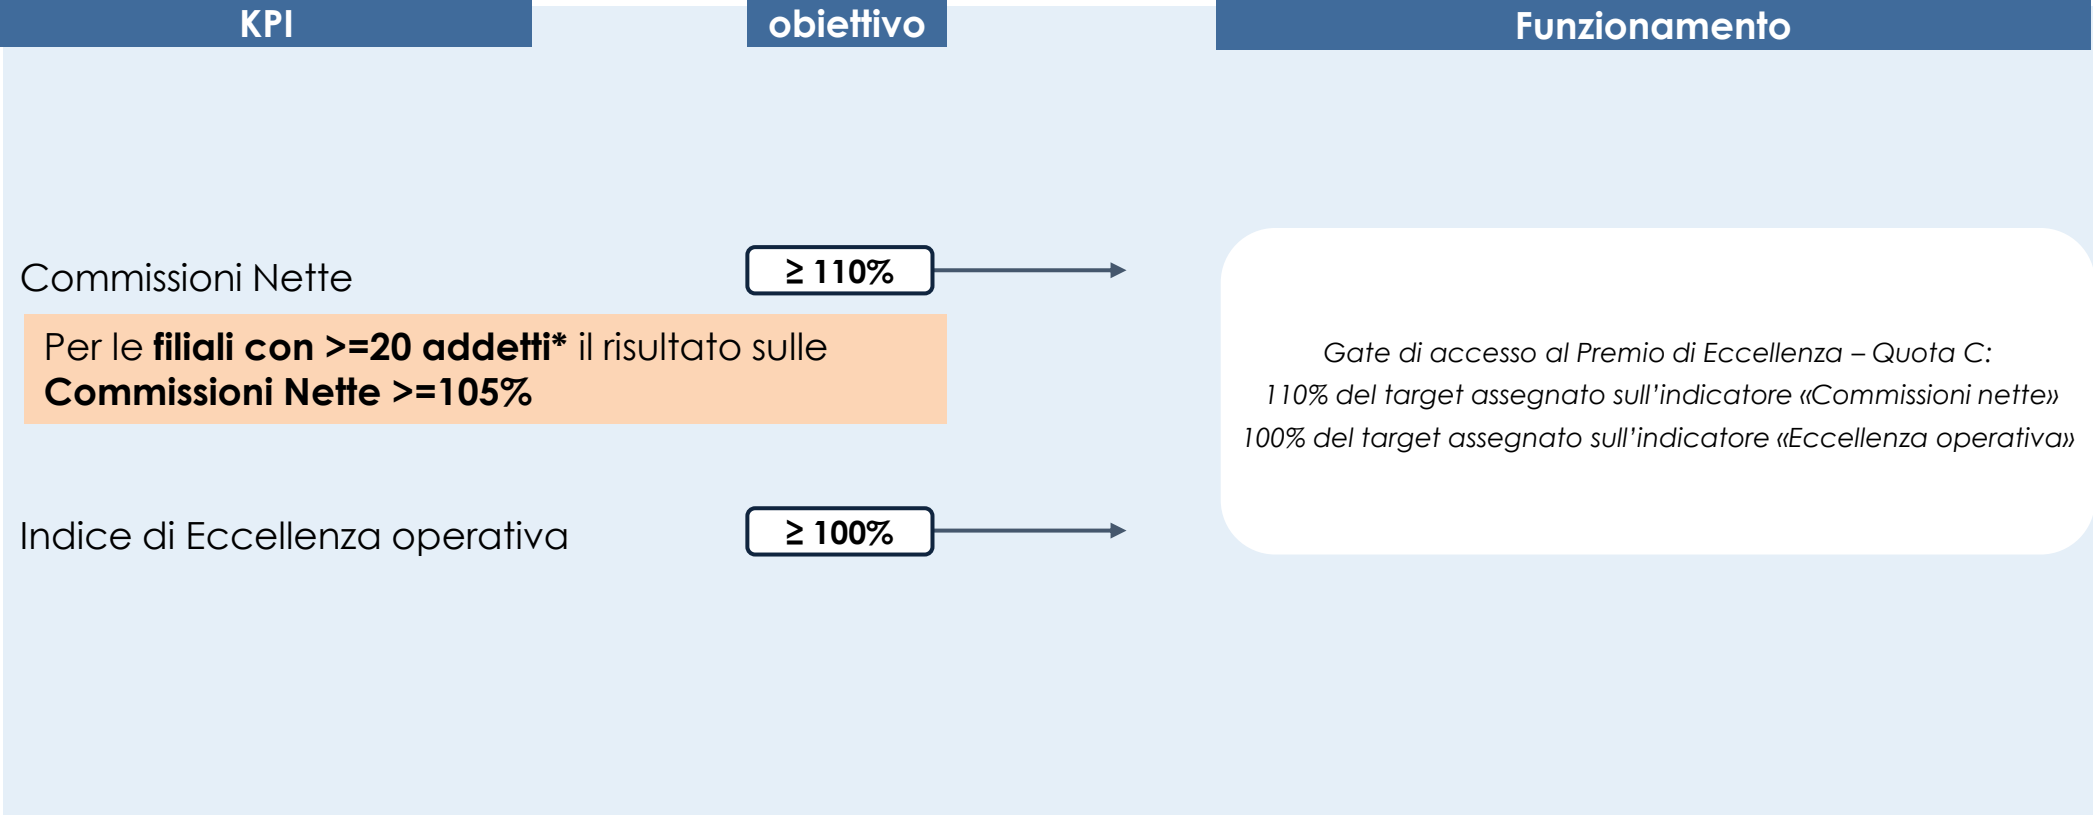 KPI
obiettivo
Funzionamento
Commissioni Nette
≥ 110%
Per le filiali con >=20 addetti* il risultato sulle
Commissioni Nette >=105%
Indice di Eccellenza operativa
≥ 100%
Gate di accesso al Premio di Eccellenza – Quota C:
110% del target assegnato sull’indicatore «Commissioni nette»
100% del target assegnato sull’indicatore «Eccellenza operativa»